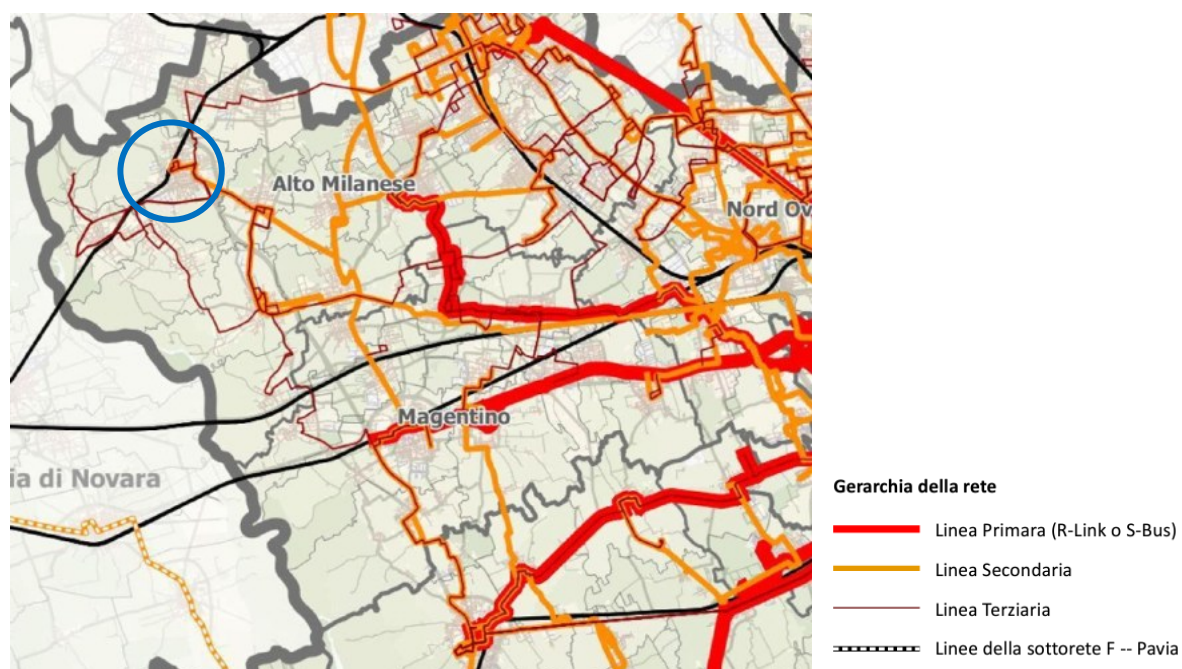 Alto Milanese
Nord Ov
Magentino
ia di Novara
Gerarchia della rete
Linea Primara (R-Link o S-Bus)
Linea Secondaria
Linea Terziaria
Linee della sottorete F -- Pavia